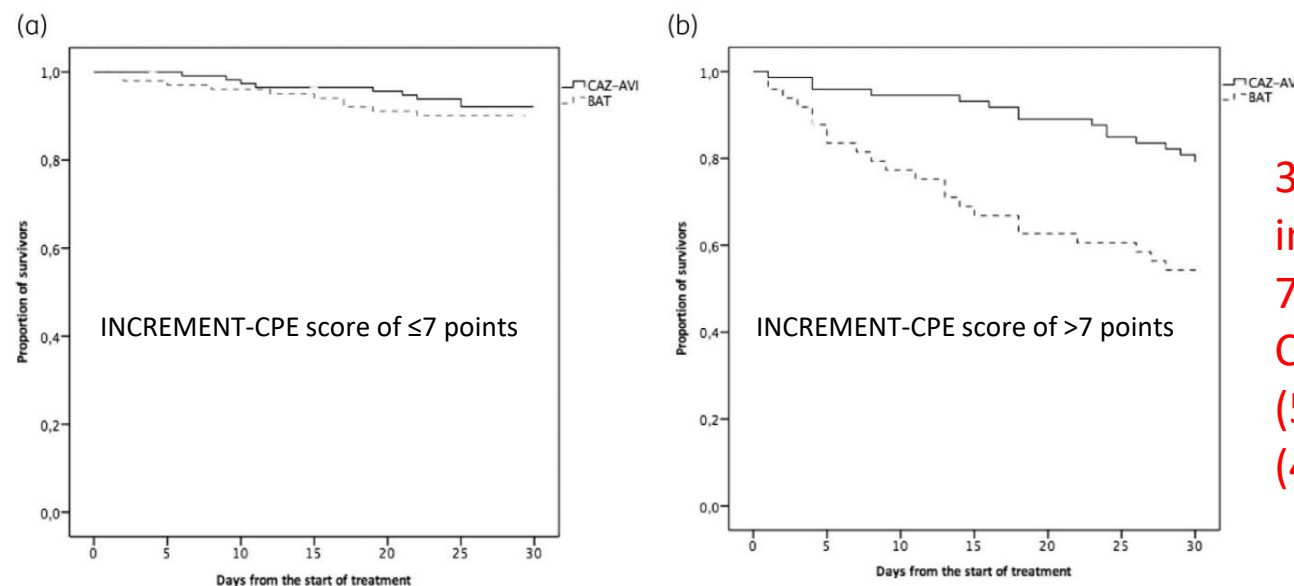 (a)
1,0
0,8
0,6
0,4
0,2
0,0
Proportion of survivors
CAZ-AVI
BAT
INCREMENT-CPE score of ≤7 points
0 5 10 15 20 25 30
Days from the start of treatment
(b)
1,0
0,8
0,6
0,4
0,2
0,0
Proportion of survivors
CAZ-AV
BAT
INCREMENT-CPE score of >7 points
0 5 10 15 20 25 30
Days from the start of treatment
3
in
7
(5
(4